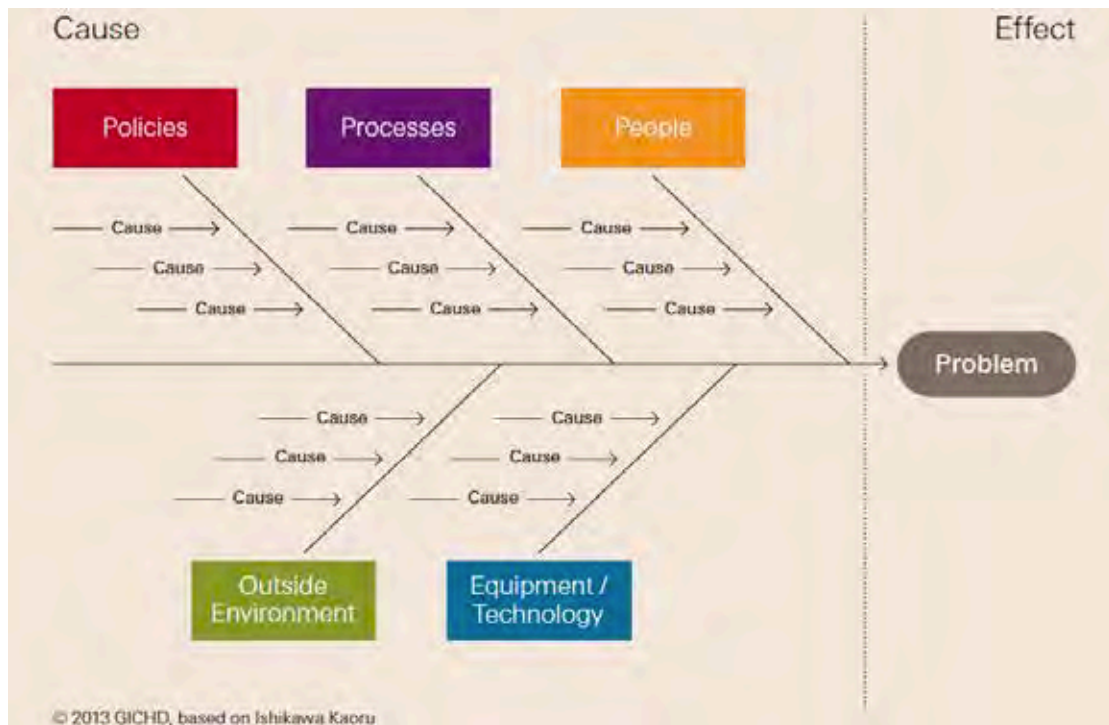 Cause
Effect
Policies
Processes
People
Cause
Cause
Cause
Cause
Cause
Cause
Cause
Cause
Cause
Problem
Cause
Cause
Cause
Cause
Cause
Cause
Outside
Environment
Equipment /
Technology
© 2013 GICHD, based on Ishikawa Kaoru